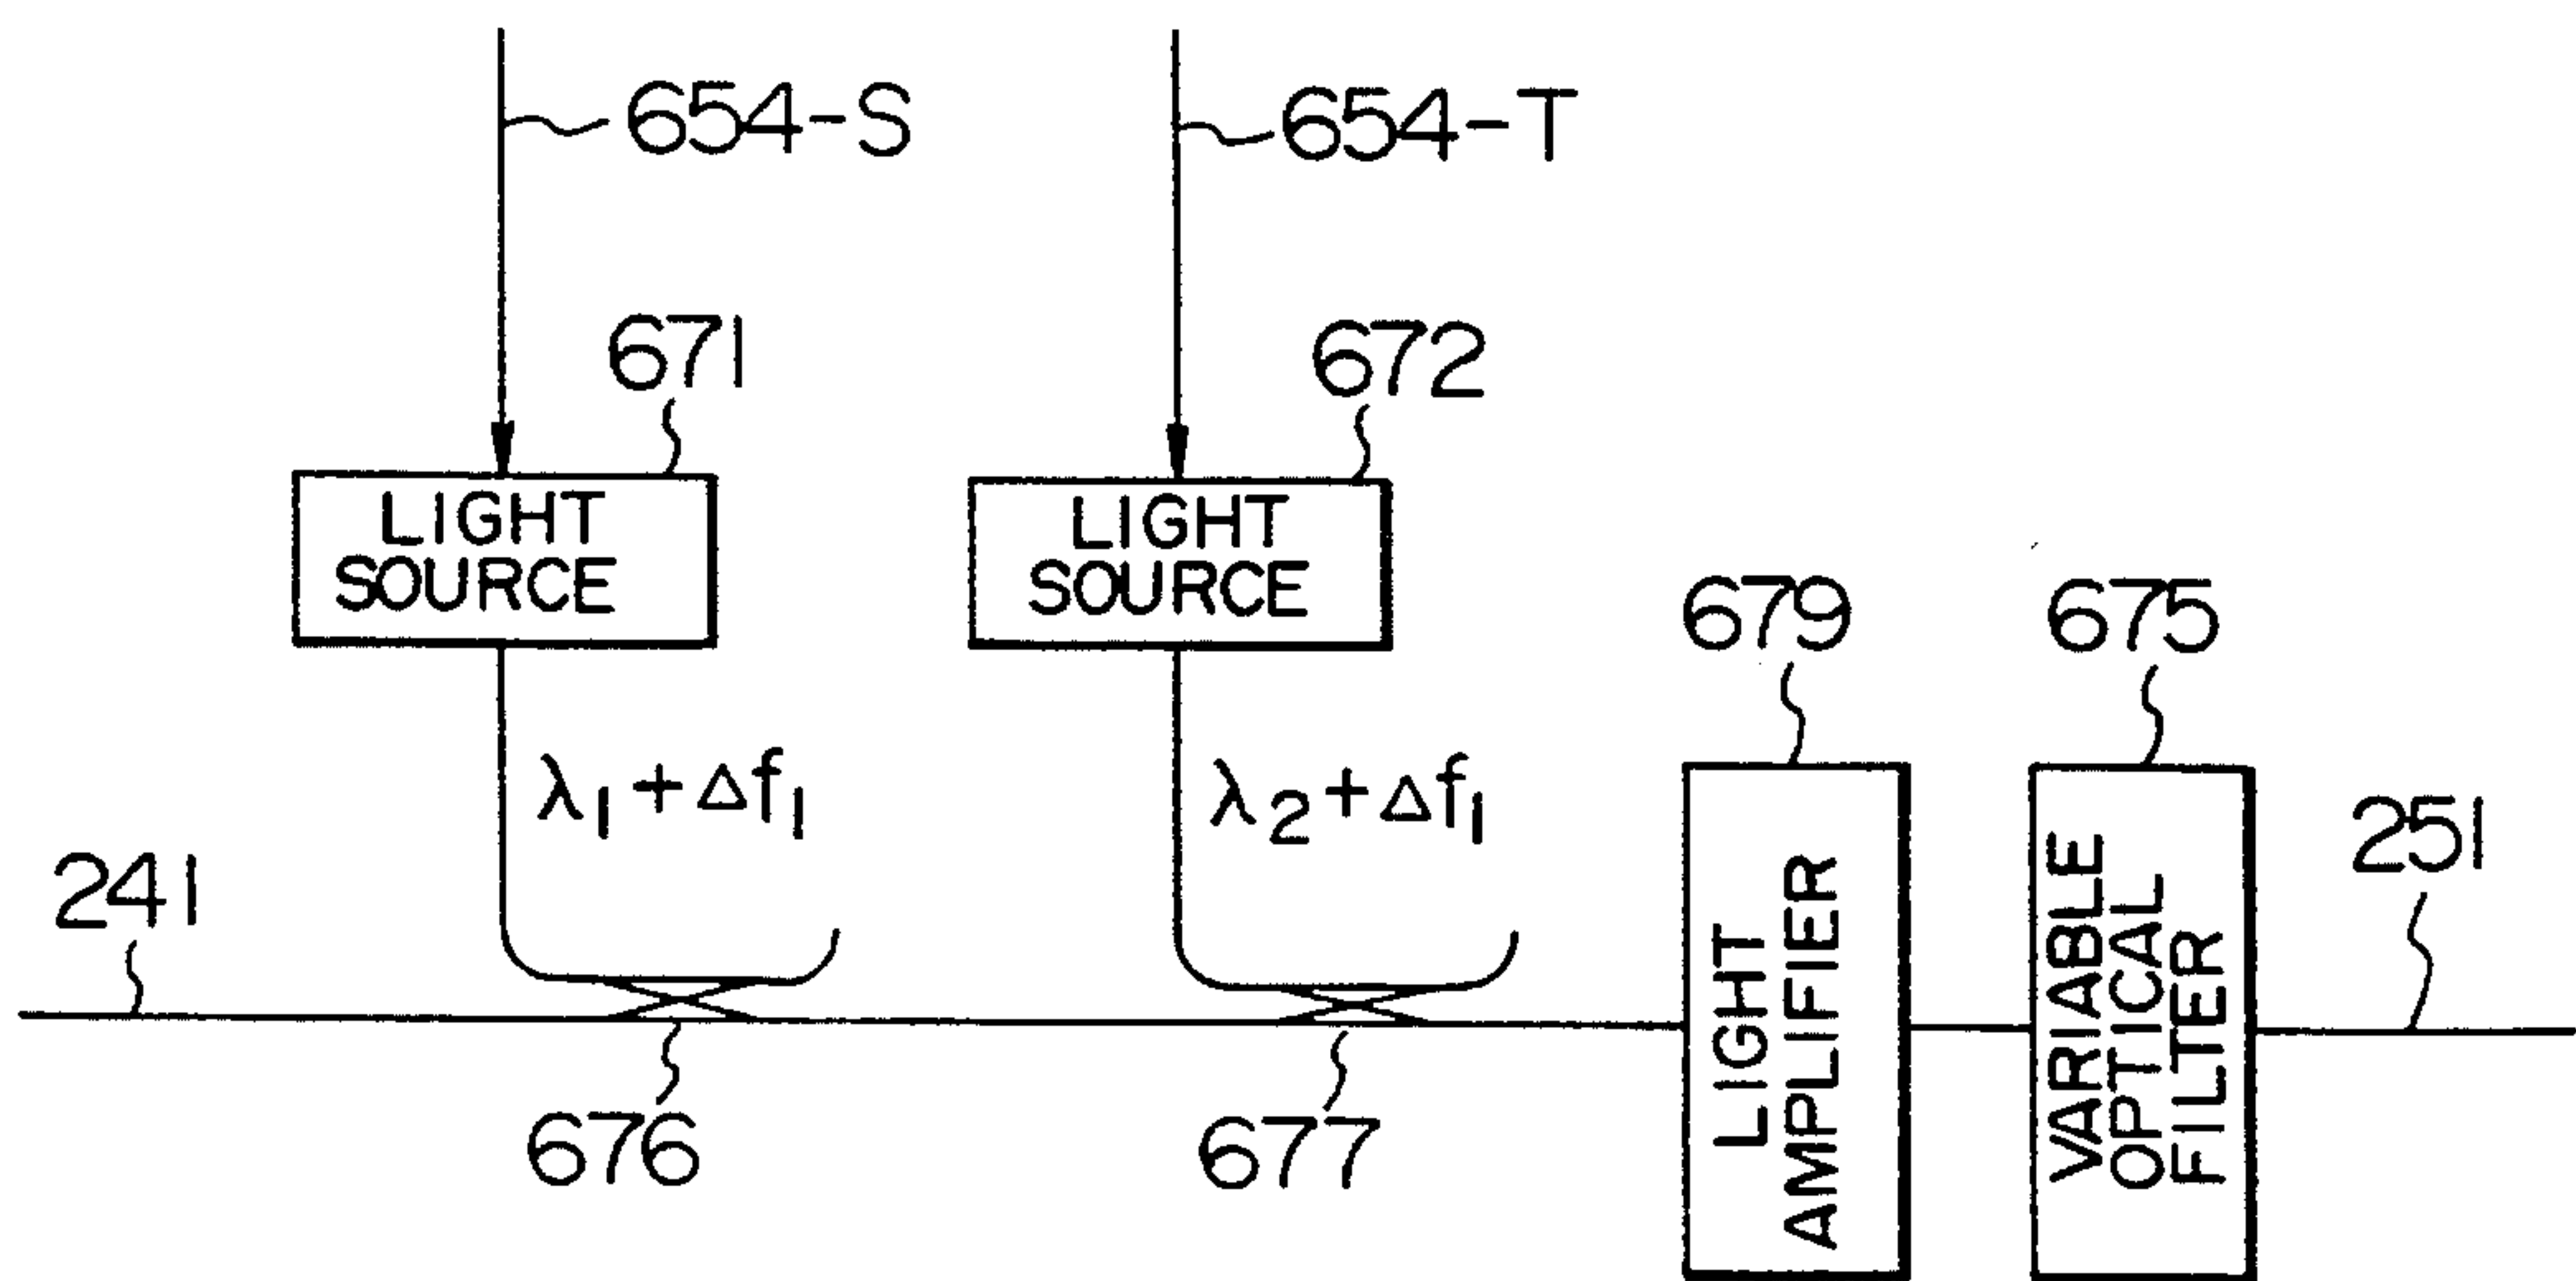 654-S
654-T
671
672
LIGHT
SOURCE
LIGHT
SOURCE
679
675
λ₁ + Δf₁
λ₂ + Δf₁
241
251
LIGHT
AMPLIFIER
VARIABLE
OPTICAL
FILTER
676
677